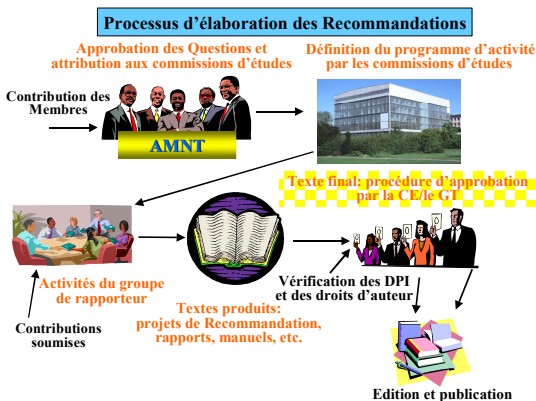 Processus d'élaboration des Recommandations
Approbation des Questions et
attribution aux commissions d'études
Définition du programme d'activité
par les commissions d'études
Contribution des
Membres
AMNT
Texte final: procédure d'approbation
par la CE/le GT
Activités du groupe
de rapporteur
Vérification des DPI
et des droits d'auteur
Textes produits:
projets de Recommandation,
rapports, manuels, etc.
Contributions
soumises
Edition et publication